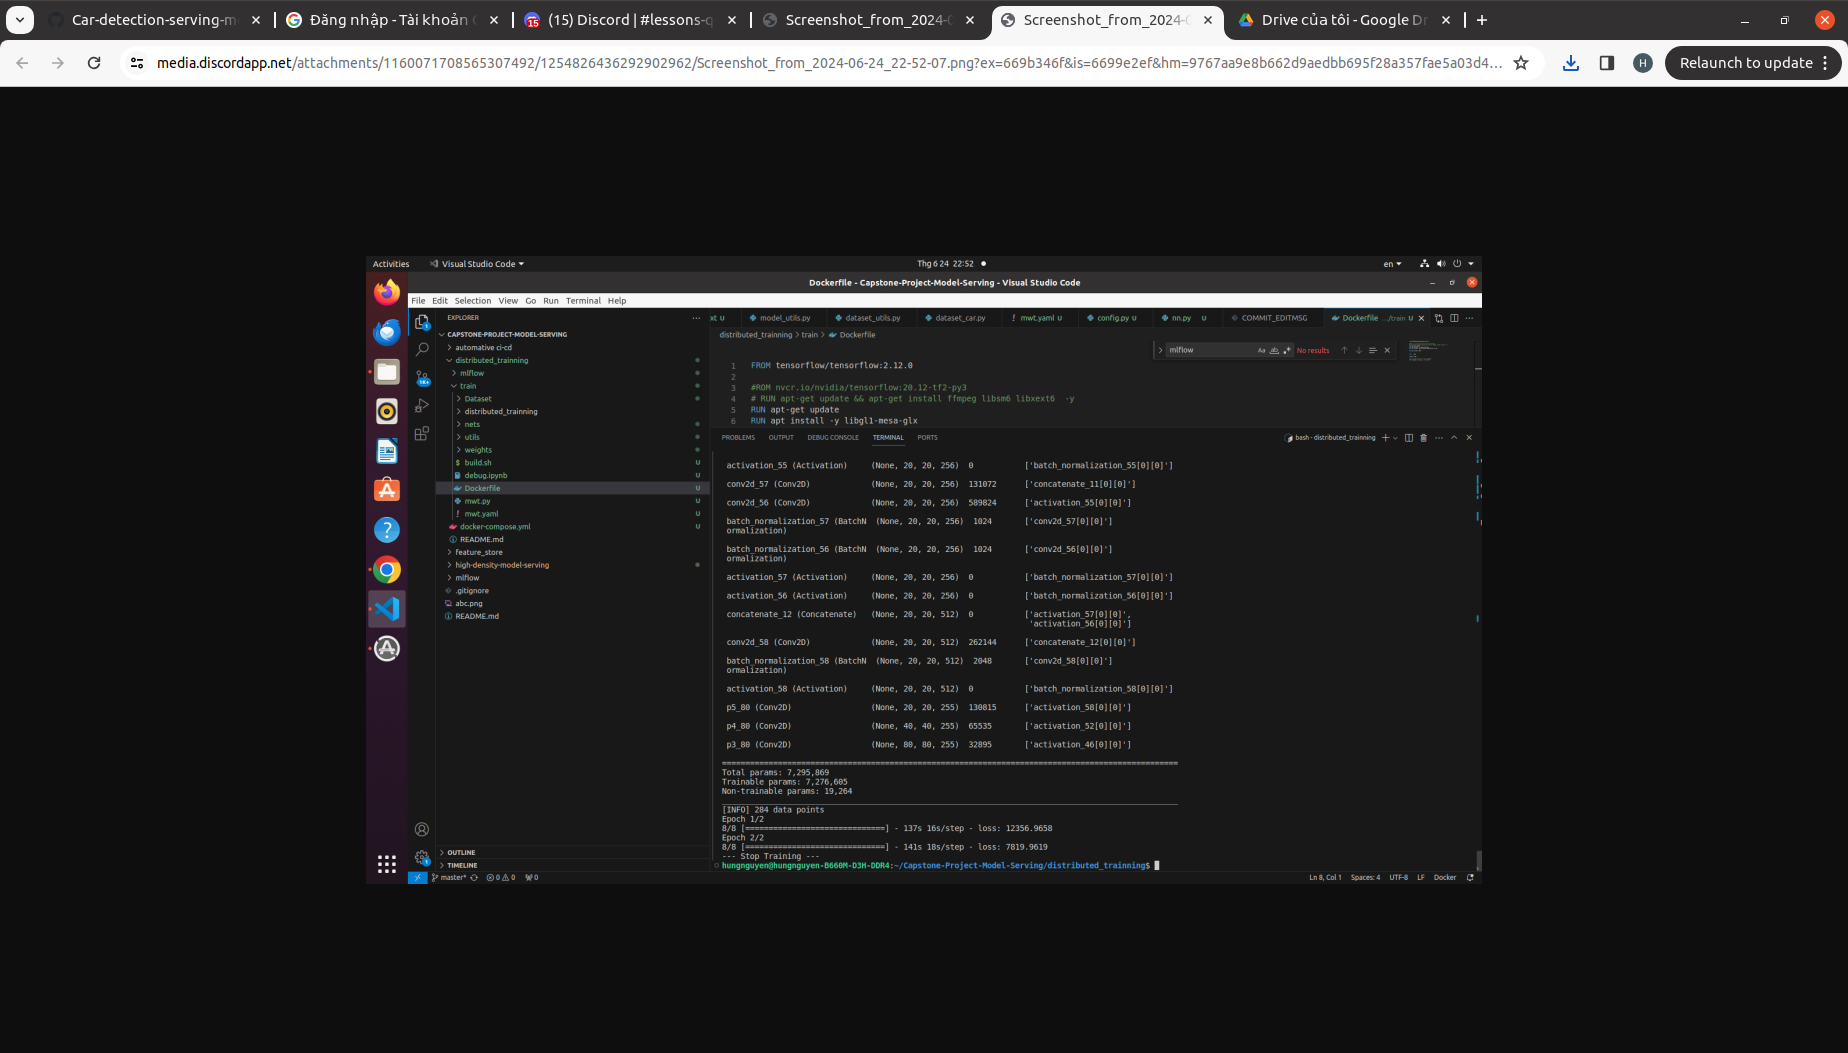 Car-detection-serving-m
Đăng nhập - Tài khoản
(15) Discord | #lessons-q
Screenshot_from_2024-0
Screenshot_from_2024-0
Drive của tôi - Google Dr
media.discordapp.net/attachments/1160071708565307492/1254826436292902962/Screenshot_from_2024-06-24_22-52-07.png?ex=669b346f&is=6699e2ef&hm=9767aa9e8b662d9aedbb695f28a357fae5a03d4...
H
Relaunch to update
Activities
Visual Studio Code
Thg 6 24 22:52
en
Dockerfile - Capstone-Project-Model-Serving - Visual Studio Code
File Edit Selection View Go Run Terminal Help
EXPLORER
CAPSTONE-PROJECT-MODEL-SERVING
automative ci-cd
distributed_trainning
mlflow
train
Dataset
distributed_trainning
nets
utils
weights
build.sh U
debug.ipynb U
Dockerfile U
mwt.py U
mwt.yaml U
docker-compose.yml U
README.md
feature_store
high-density-model-serving
mlflow
.gitignore
abc.png
README.md
OUTLINE
TIMELINE
xt U
model_utils.py
dataset_utils.py
dataset_car.py
mwt.yaml U
config.py U
nn.py U
COMMIT_EDITMSG
Dockerfile .../train U
distributed_trainning > train > Dockerfile
mlflow
No results
1 FROM tensorflow/tensorflow:2.12.0
2
3 #ROM nvcr.io/nvidia/tensorflow:20.12-tf2-py3
4 # RUN apt-get update && apt-get install ffmpeg libsm6 libxext6 -y
5 RUN apt-get update
6 RUN apt install -y libgl1-mesa-glx
PROBLEMS OUTPUT DEBUG CONSOLE TERMINAL PORTS
bash - distributed_trainning
activation_55 (Activation) (None, 20, 20, 256) 0 ['batch_normalization_55[0][0]']
conv2d_57 (Conv2D) (None, 20, 20, 256) 131072 ['concatenate_11[0][0]']
conv2d_56 (Conv2D) (None, 20, 20, 256) 589824 ['activation_55[0][0]']
batch_normalization_57 (BatchN (None, 20, 20, 256) 1024 ['conv2d_57[0][0]']
ormalization)
batch_normalization_56 (BatchN (None, 20, 20, 256) 1024 ['conv2d_56[0][0]']
ormalization)
activation_57 (Activation) (None, 20, 20, 256) 0 ['batch_normalization_57[0][0]']
activation_56 (Activation) (None, 20, 20, 256) 0 ['batch_normalization_56[0][0]']
concatenate_12 (Concatenate) (None, 20, 20, 512) 0 ['activation_57[0][0]',
'activation_56[0][0]']
conv2d_58 (Conv2D) (None, 20, 20, 512) 262144 ['concatenate_12[0][0]']
batch_normalization_58 (BatchN (None, 20, 20, 512) 2048 ['conv2d_58[0][0]']
ormalization)
activation_58 (Activation) (None, 20, 20, 512) 0 ['batch_normalization_58[0][0]']
p5_80 (Conv2D) (None, 20, 20, 255) 130815 ['activation_58[0][0]']
p4_80 (Conv2D) (None, 40, 40, 255) 65535 ['activation_52[0][0]']
p3_80 (Conv2D) (None, 80, 80, 255) 32895 ['activation_46[0][0]']
Total params: 7,295,869
Trainable params: 7,276,605
Non-trainable params: 19,264
[INFO] 284 data points
Epoch 1/2
8/8 [==============================] - 137s 16s/step - loss: 12356.9658
Epoch 2/2
8/8 [==============================] - 141s 18s/step - loss: 7819.9619
--- Stop Training ---
hungnguyen@hungnguyen-B660M-D3H-DDR4:~/Capstone-Project-Model-Serving/distributed_trainning$
master* 0 0 0
Ln 8, Col 1 Spaces: 4 UTF-8 LF Docker